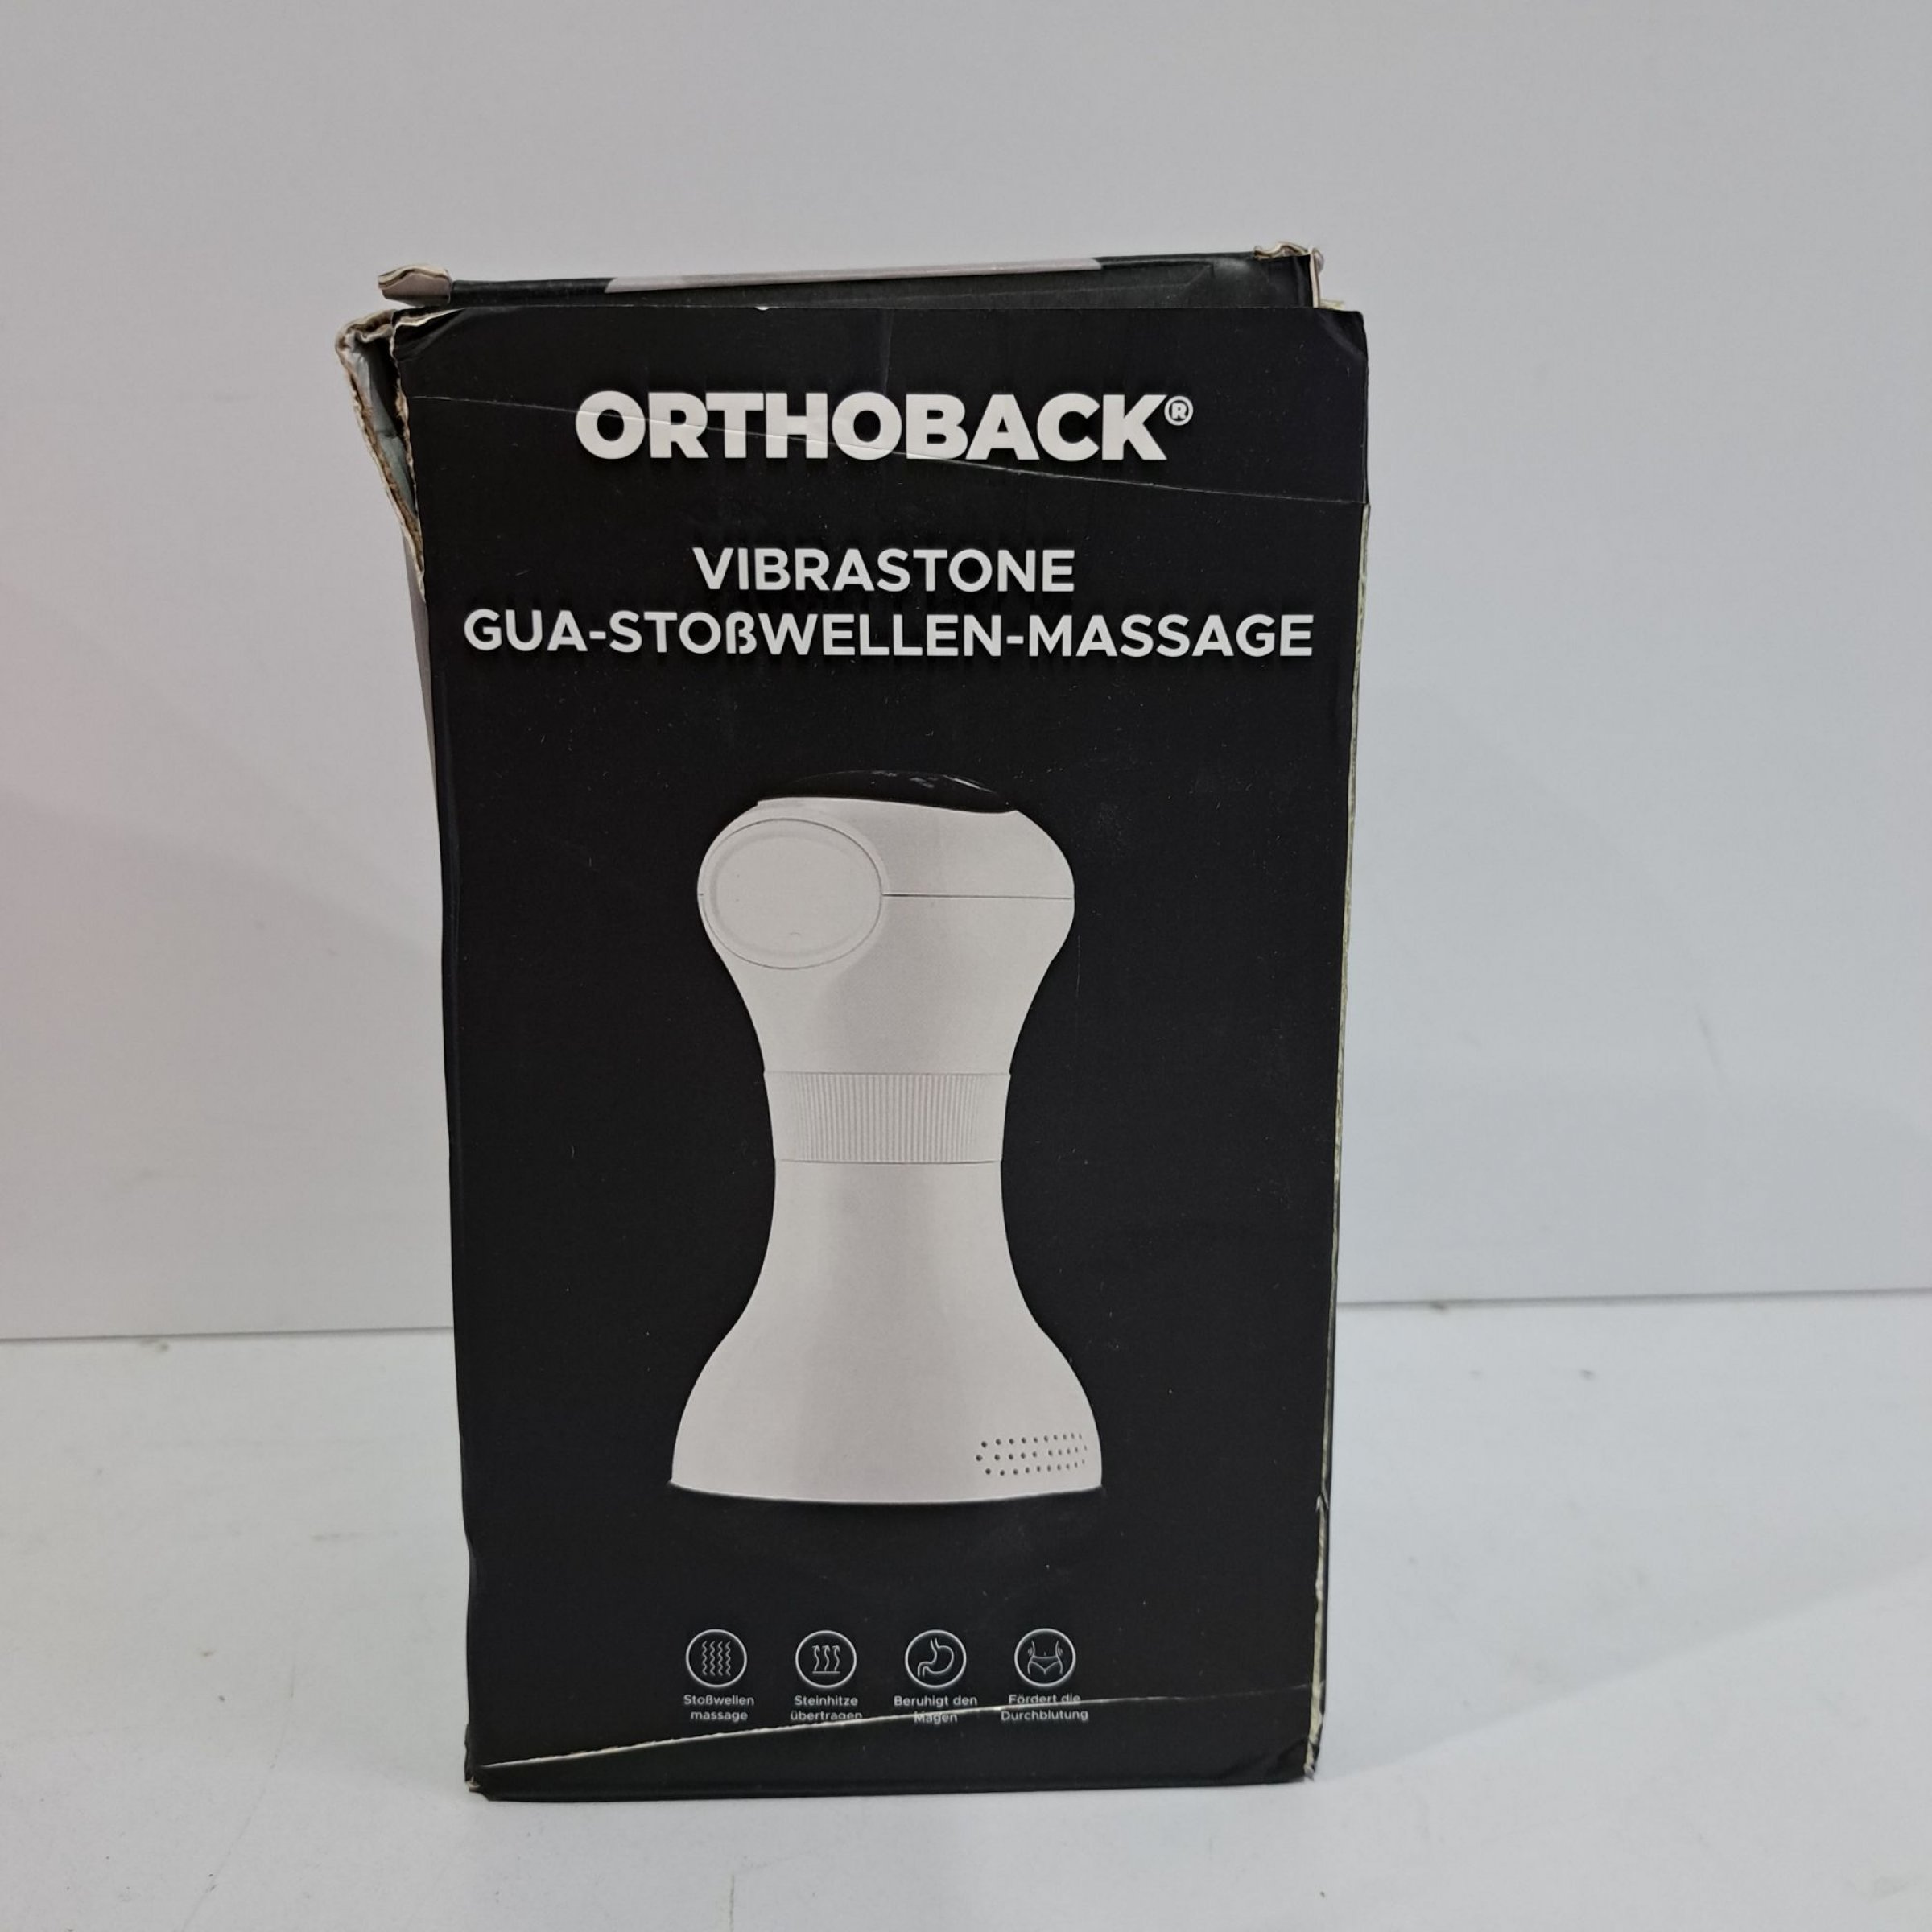 ORTHOBACK®
VIBRASTONE
GUA-STOßWELLEN-MASSAGE
Stoßwellen
massage
Steinhitze
übertragen
Beruhigt den
Magen
Fördert die
Durchblutung